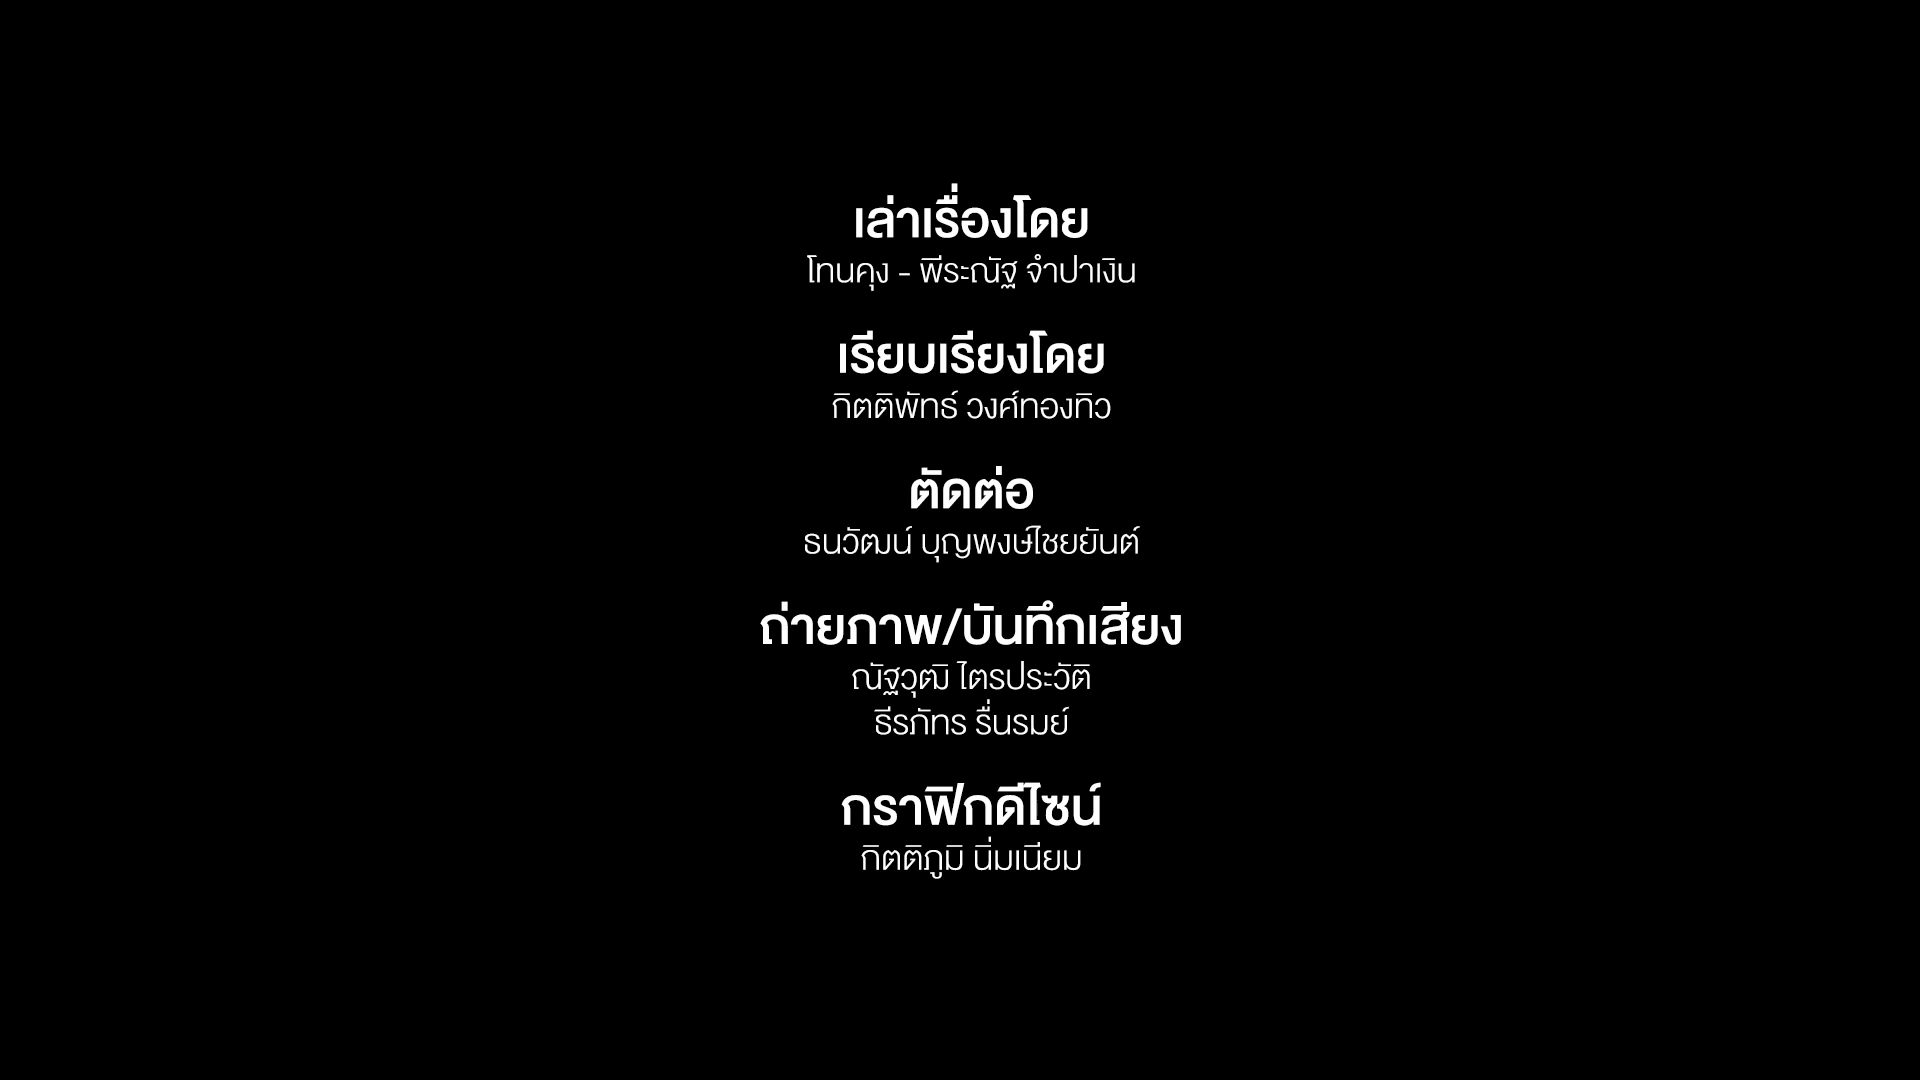 เล่าเรื่องโดย
โทนคุง - พีระณัฐ จำปาเงิน
เรียบเรียงโดย
กิตติพัทธ์ วงศ์ทองทิว
ตัดต่อ
ธนวัฒน์ บุญพงษ์ไชยยันต์
ถ่ายภาพ/บันทึกเสียง
ณัฐวุฒิ ไตรประวัติ
ธีรภัทร รื่นรมย์
กราฟิกดีไซน์
กิตติภูมิ นิ่มเนียม